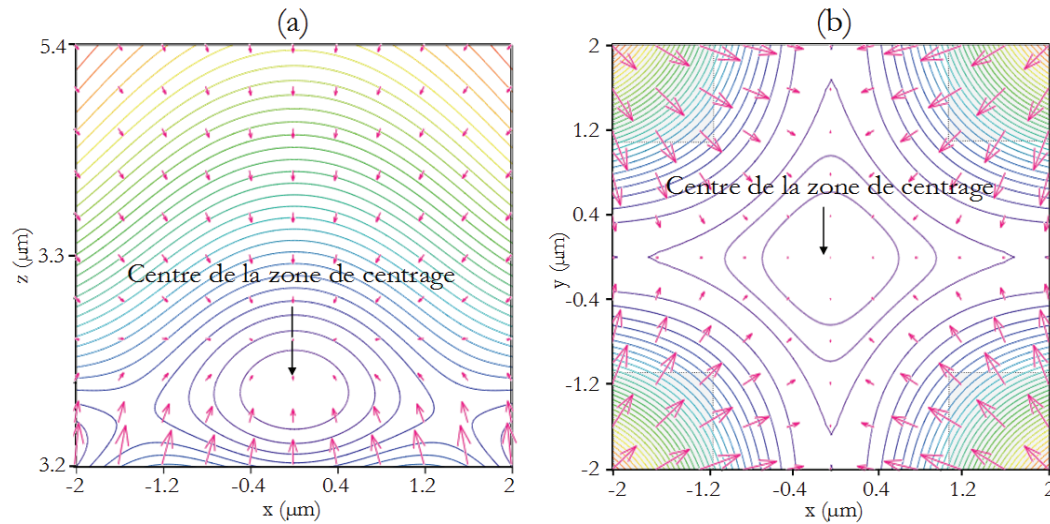 (a)
(b)
5.4
3.3
3.2
z (μm)
Centre de la zone de centrage
-2
-1.2
-0.4
0.4
1.2
2
x (μm)
2
1.2
0.4
-0.4
-1.2
-2
y (μm)
Centre de la zone de centrage
-2
-1.2
-0.4
0.4
1.2
2
x (μm)